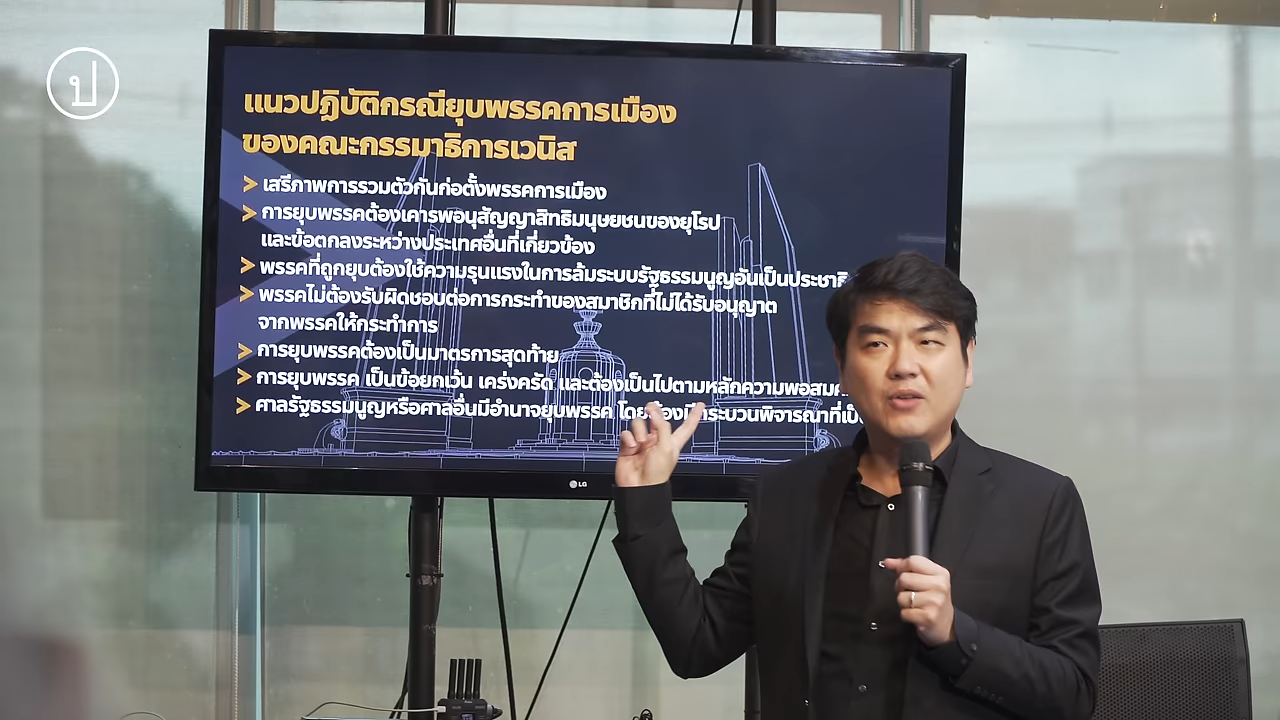 ป
แนวปฏิบัติกรณียุบพรรคการเมือง
ของคณะกรรมาธิการเวนิส
เสรีภาพการรวมตัวกันก่อตั้งพรรคการเมือง
การยุบพรรคต้องเคารพอนุสัญญาสิทธิมนุษยชนของยุโรป
และข้อตกลงระหว่างประเทศอื่นที่เกี่ยวข้อง
พรรคที่ถูกยุบต้องใช้ความรุนแรงในการล้มระบบรัฐธรรมนูญอันเป็น
พรรคไม่ต้องรับผิดชอบต่อการกระทำของสมาชิกที่ไม่ได้รับอนุญาต
จากพรรคให้กระทำการ
การยุบพรรคต้องเป็นมาตรการสุดท้าย
การยุบพรรค เป็นข้อยกเว้น เคร่งครัด และต้องเป็นไปตามหลักความ
ศาลรัฐธรรมนูญหรือศาลอื่นมีอำนาจยุบพรรค โดยต้องมีกระบวนพิจารณาที่
LG